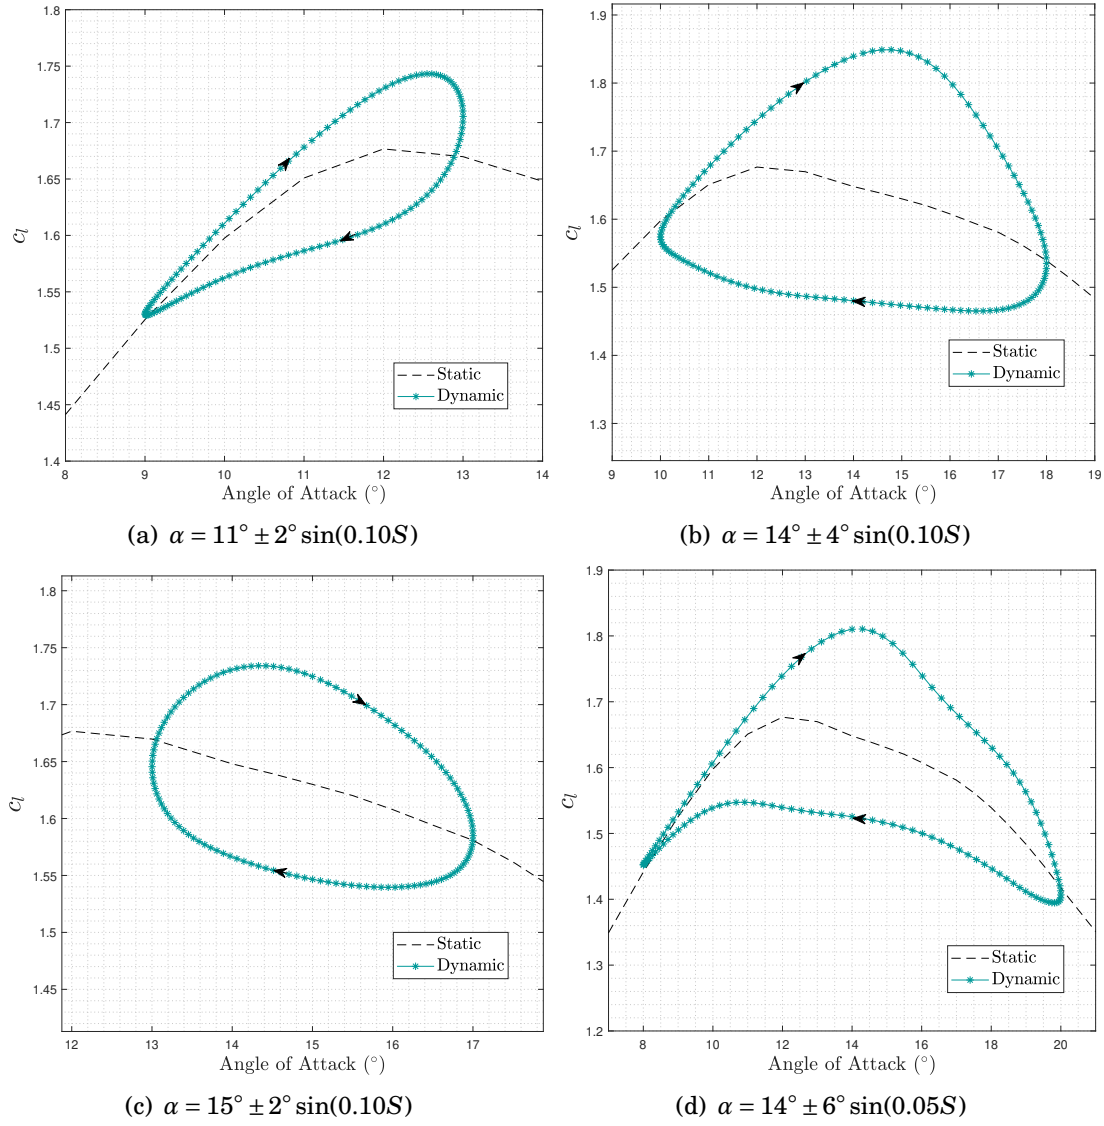 1.8
1.75
1.7
1.65
1.6
1.55
1.5
1.45
1.4
c_l
8 9 10 11 12 13 14
Angle of Attack (°)
Static
Dynamic
(a) α = 11° ± 2° sin(0.10S)
1.9
1.8
1.7
1.6
1.5
1.4
1.3
c_l
9 10 11 12 13 14 15 16 17 18 19
Angle of Attack (°)
Static
Dynamic
(b) α = 14° ± 4° sin(0.10S)
1.8
1.75
1.7
1.65
1.6
1.55
1.5
1.45
c_l
12 13 14 15 16 17
Angle of Attack (°)
Static
Dynamic
(c) α = 15° ± 2° sin(0.10S)
1.9
1.8
1.7
1.6
1.5
1.4
1.3
1.2
c_l
8 10 12 14 16 18 20
Angle of Attack (°)
Static
Dynamic
(d) α = 14° ± 6° sin(0.05S)